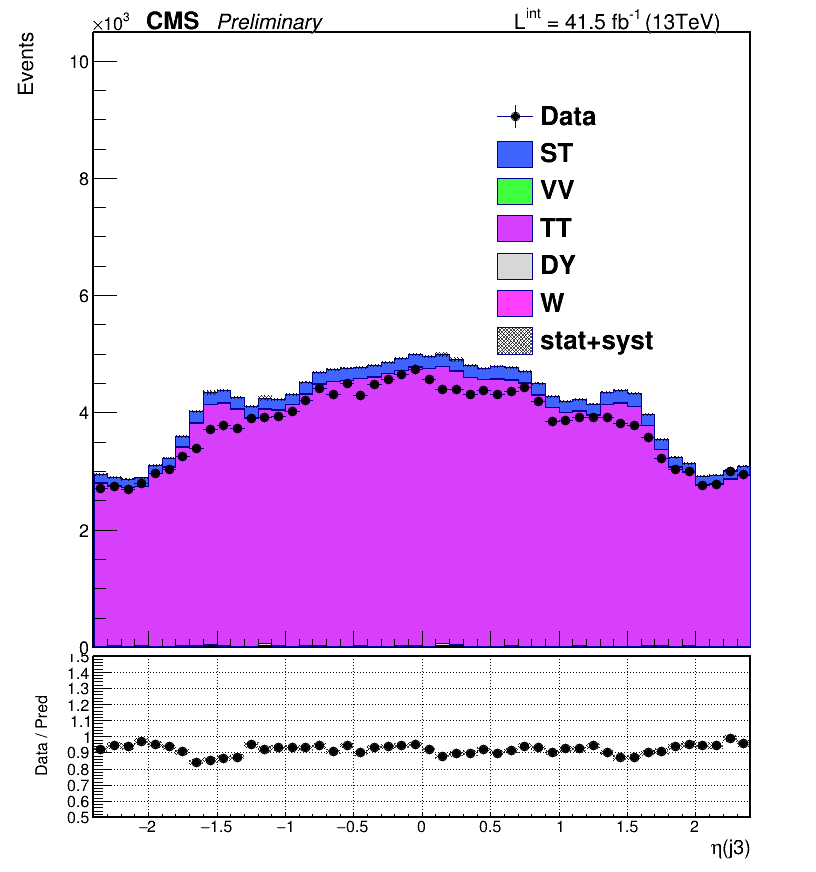 ×10³ CMS Preliminary L^int = 41.5 fb⁻¹ (13TeV)
Events
10
8
6
4
2
0
Data
ST
VV
TT
DY
W
stat+syst
Data / Pred
1.5
1.4
1.3
1.2
1.1
1
0.9
0.8
0.7
0.6
0.5
−2 −1.5 −1 −0.5 0 0.5 1 1.5 2
η(j3)